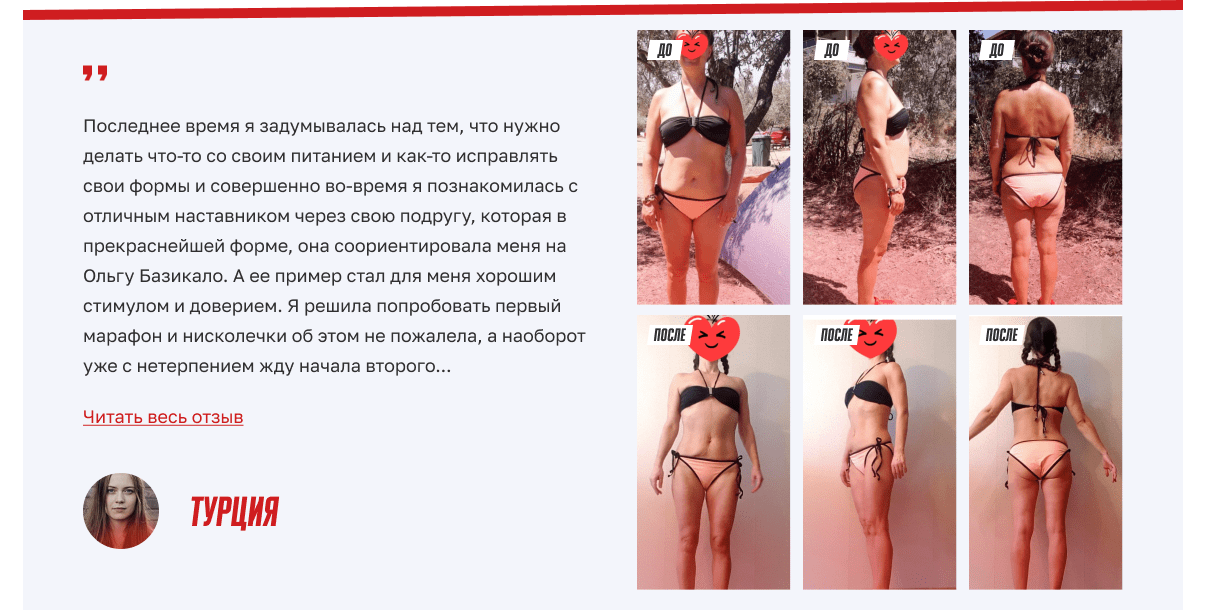 Последнее время я задумывалась над тем, что нужно
делать что-то со своим питанием и как-то исправлять
свои формы и совершенно во-время я познакомилась с
отличным наставником через свою подругу, которая в
прекраснейшей форме, она соориентировала меня на
Ольгу Базикало. А ее пример стал для меня хорошим
стимулом и доверием. Я решила попробовать первый
марафон и нисколечки об этом не пожалела, а наоборот
уже с нетерпением жду начала второго...
Читать весь отзыв
ТУРЦИЯ
ДО
ДО
ДО
ПОСЛЕ
ПОСЛЕ
ПОСЛЕ